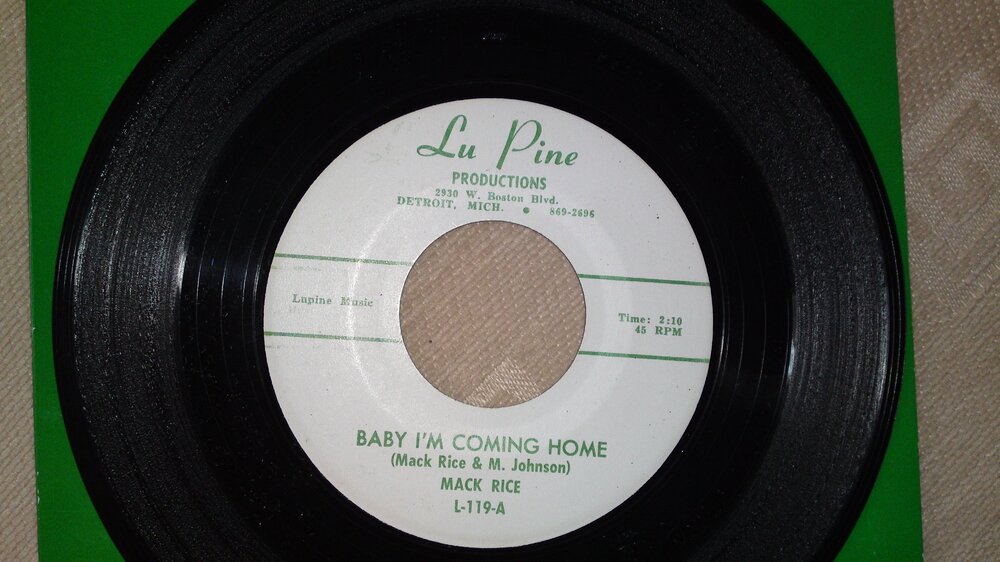 Lu Pine
PRODUCTIONS
2930 W. Boston Blvd.
DETROIT, MICH. • 869-2696
Lupine Music
Time: 2:10
45 RPM
BABY I'M COMING HOME
(Mack Rice & M. Johnson)
MACK RICE
L-119-A